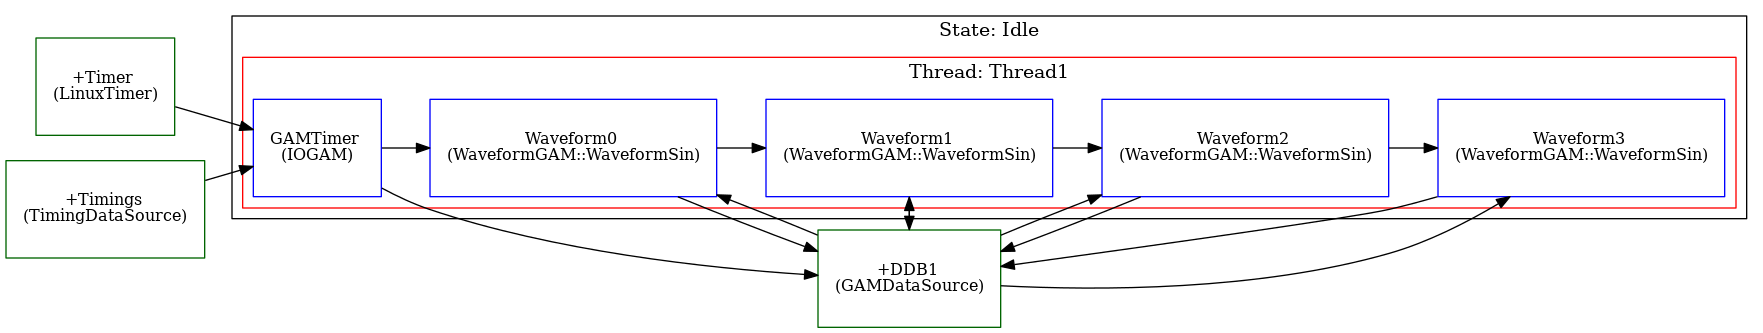 State: Idle
Thread: Thread1
+Timer
(LinuxTimer)
+Timings
(TimingDataSource)
GAMTimer
(IOGAM)
Waveform0
(WaveformGAM::WaveformSin)
Waveform1
(WaveformGAM::WaveformSin)
Waveform2
(WaveformGAM::WaveformSin)
Waveform3
(WaveformGAM::WaveformSin)
+DDB1
(GAMDataSource)